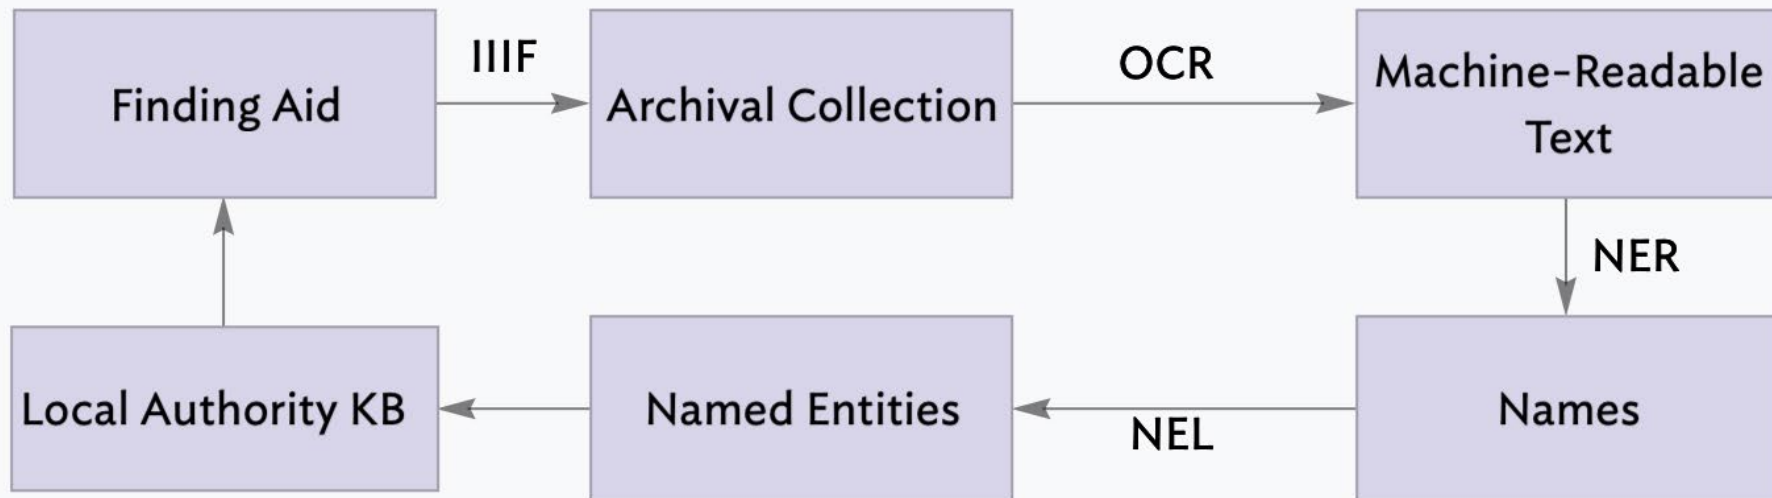 Finding Aid
IIIF
Archival Collection
OCR
Machine-Readable
Text
NER
Names
NEL
Named Entities
Local Authority KB